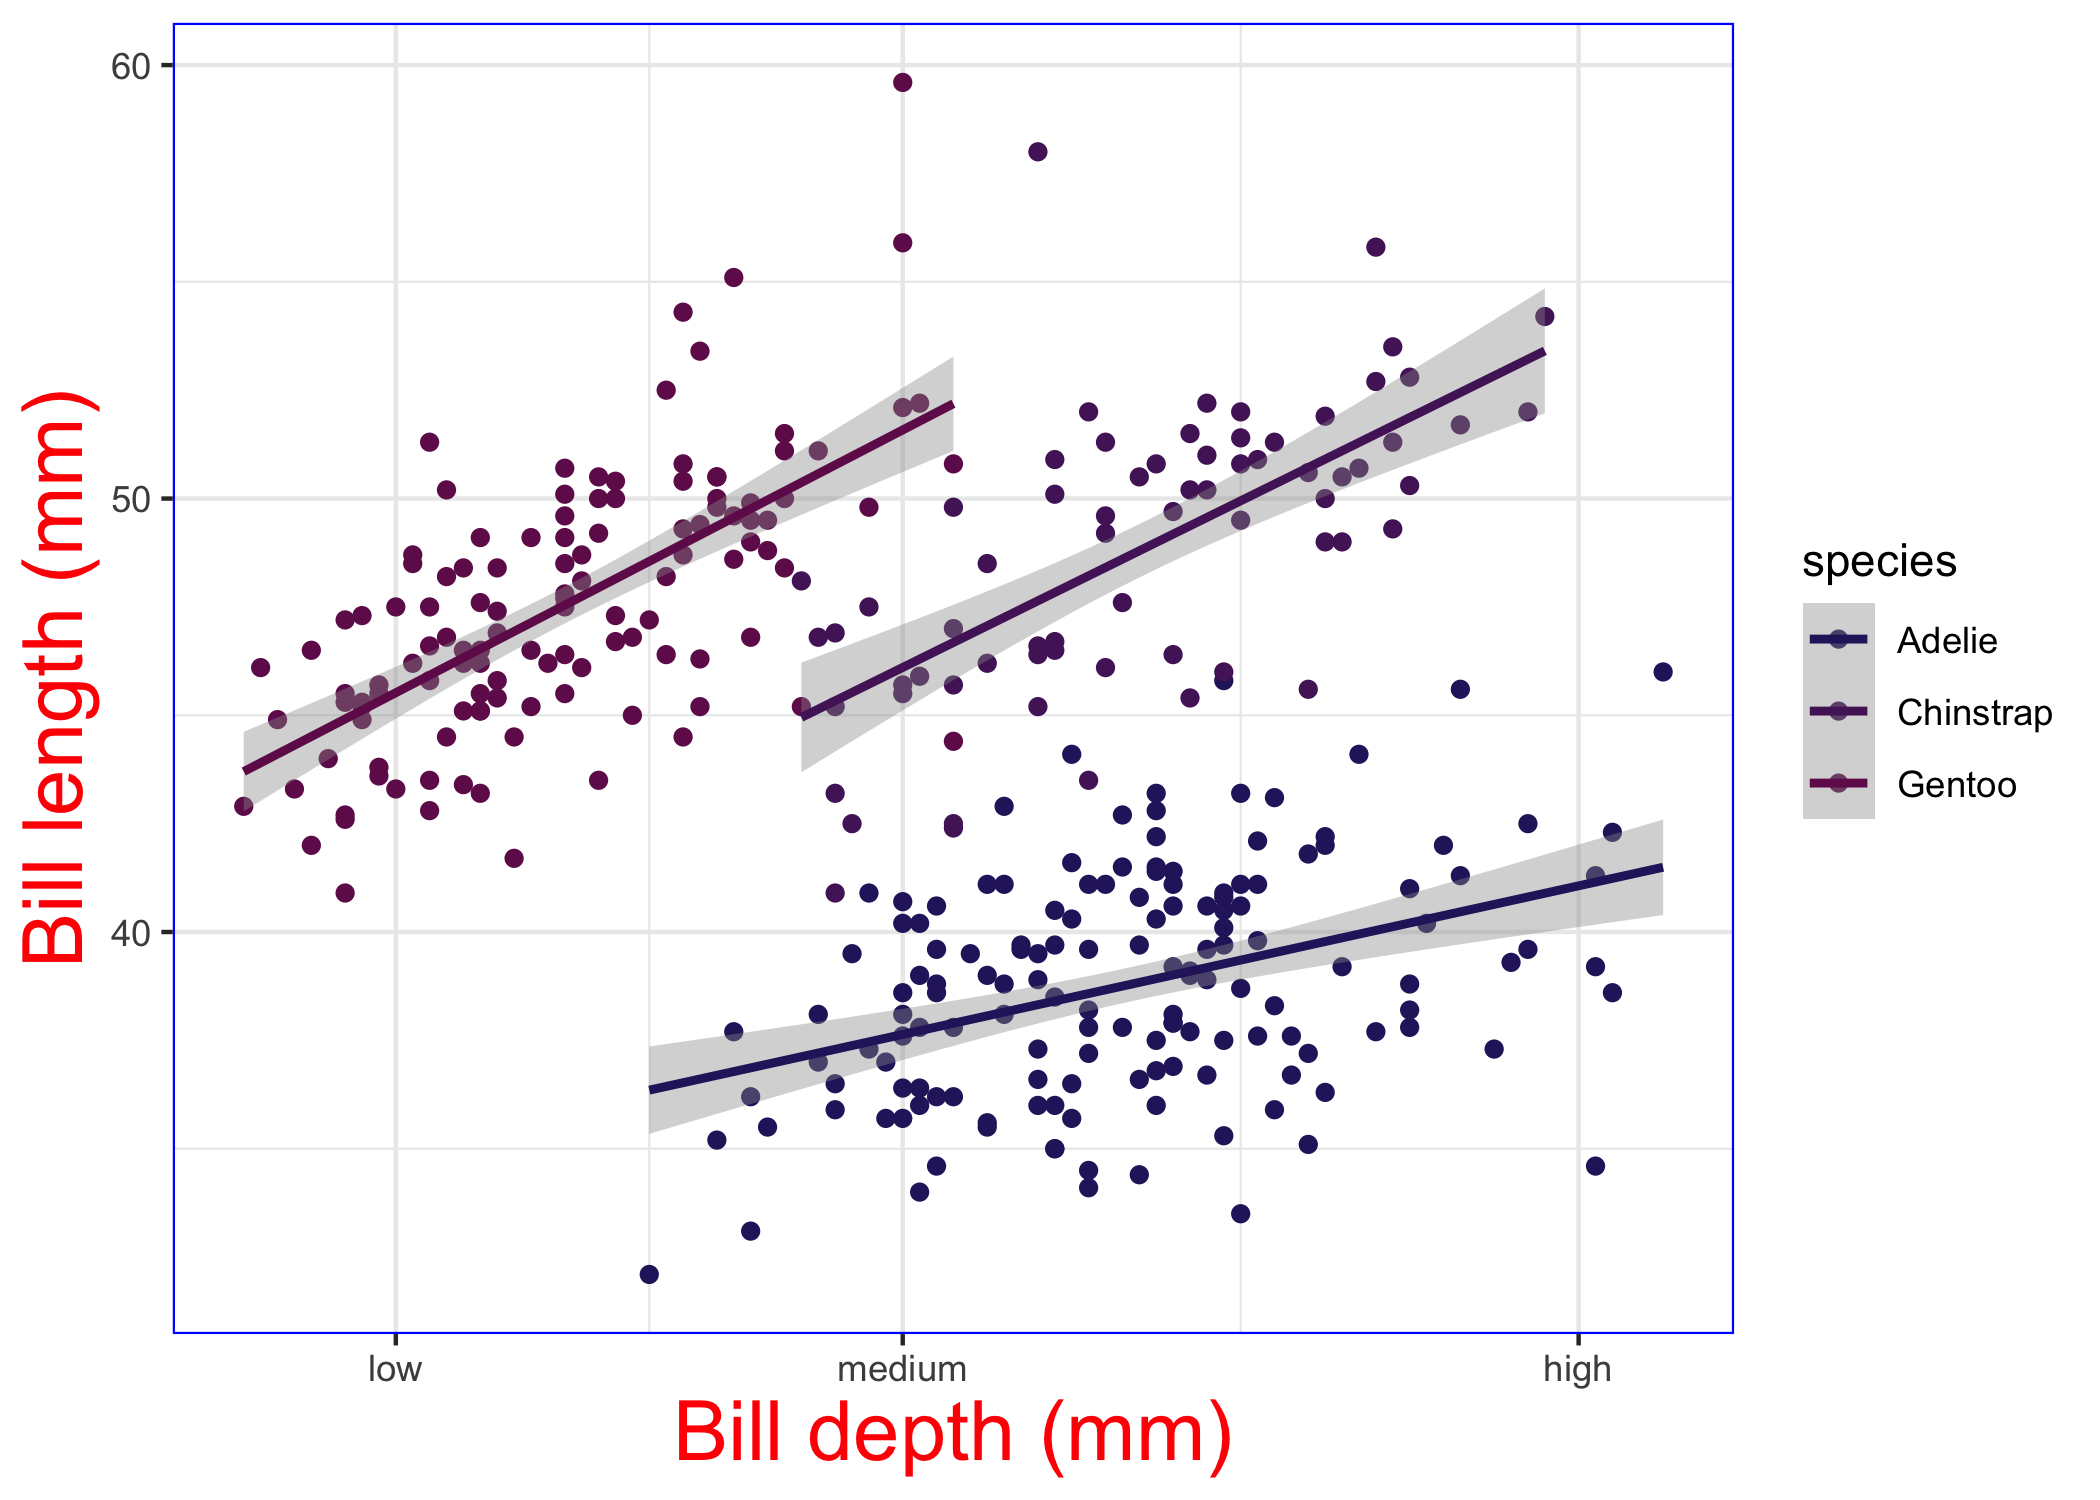 60
50
40
Bill length (mm)
low
medium
high
Bill depth (mm)
species
Adelie
Chinstrap
Gentoo